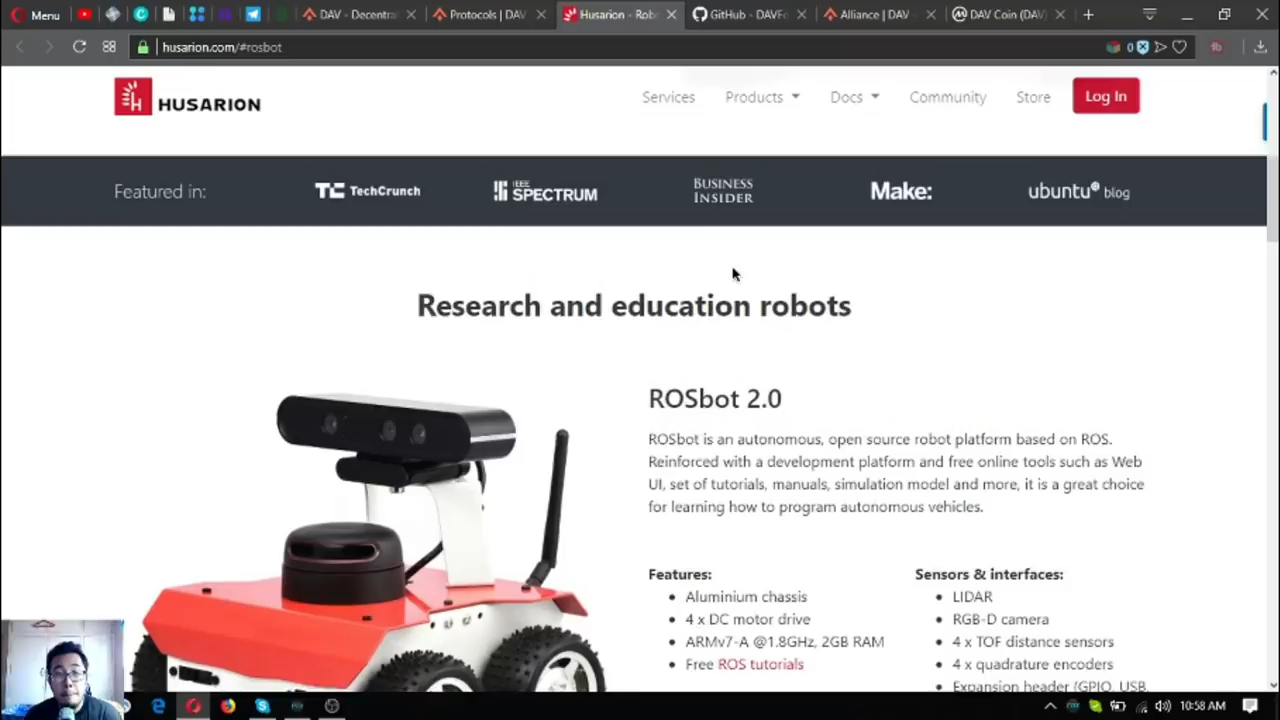 Menu
DAV - Decentra
Protocols | DAV
Husarion - Rob
GitHub - DAVFo
Alliance | DAV
DAV Coin (DAV)
husarion.com/#rosbot
0
HUSARION
Services
Products
Docs
Community
Store
Log In
Featured in:
TC TechCrunch
IEEE SPECTRUM
BUSINESS INSIDER
Make:
ubuntu blog
Research and education robots
ROSbot 2.0
ROSbot is an autonomous, open source robot platform based on ROS.
Reinforced with a development platform and free online tools such as Web
UI, set of tutorials, manuals, simulation model and more, it is a great choice
for learning how to program autonomous vehicles.
Features:
Aluminium chassis
4 x DC motor drive
ARMv7-A @1.8GHz, 2GB RAM
Free ROS tutorials
Sensors & interfaces:
LIDAR
RGB-D camera
4 x TOF distance sensors
4 x quadrature encoders
Expansion header (GPIO, USB,
10:58 AM